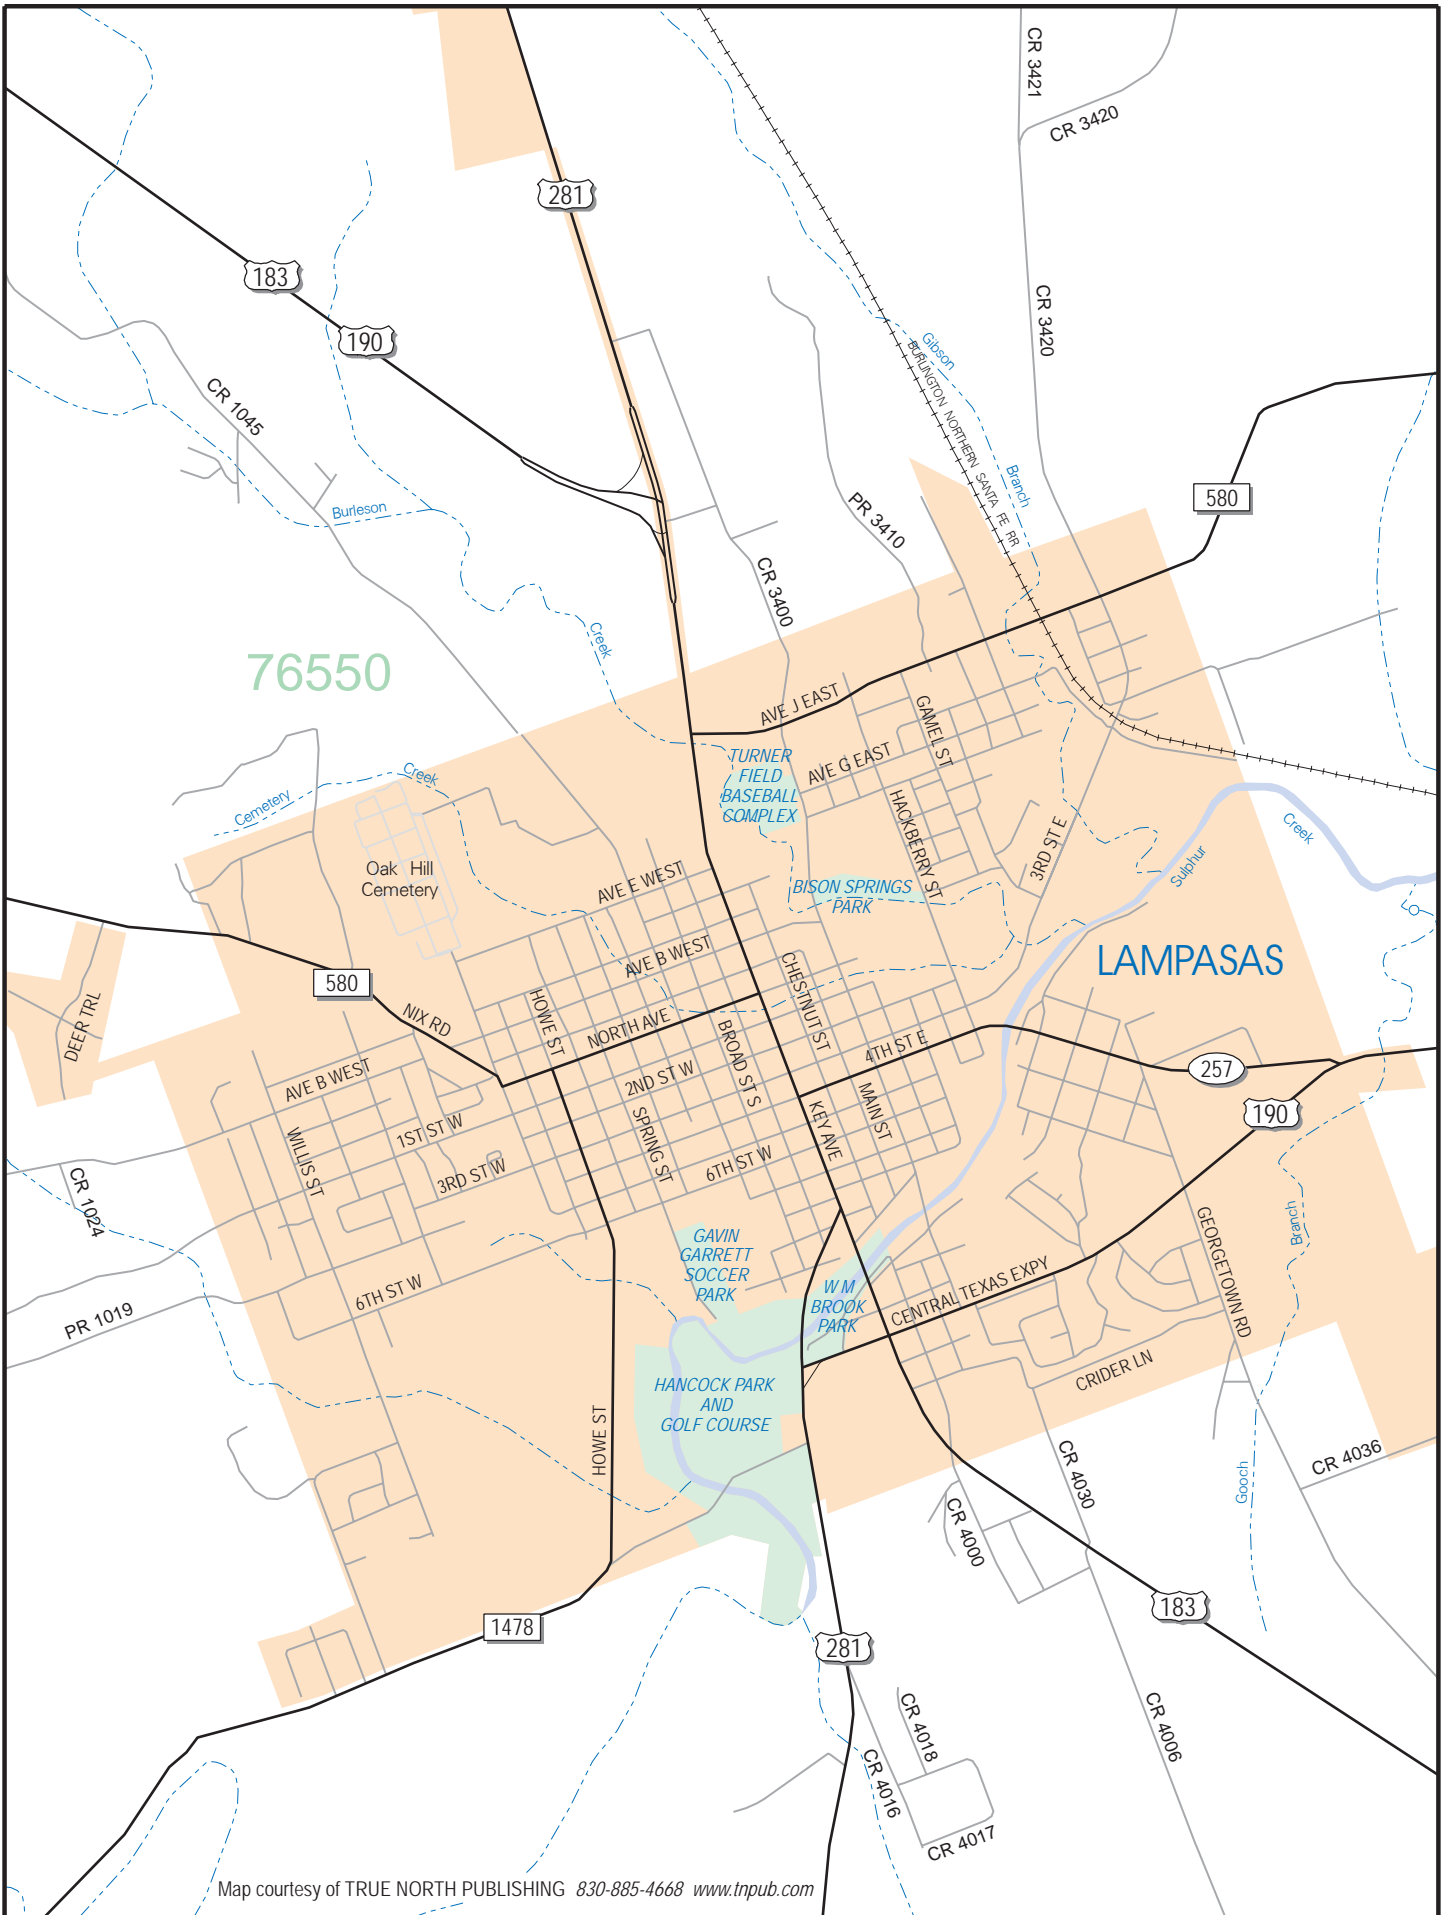 CR 3421
CR 3420
281
183
190
CR 3420
Gibson
BURLINGTON NORTHERN SANTA FE RR
CR 1045
Branch
580
PR 3410
Burleson
CR 3400
Creek
76550
AVE J EAST
GAMEL ST
TURNER
FIELD
BASEBALL
COMPLEX
AVE G EAST
Creek
Cemetery
HACKBERRY ST
Creek
3RD ST E
Sulphur
Oak Hill
Cemetery
AVE E WEST
BISON SPRINGS
PARK
AVE B WEST
LAMPASAS
CHESTNUT ST
580
NIX RD
HOWE ST
NORTH AVE
BROAD ST S
4TH ST E
DEER TRL
257
190
AVE B WEST
2ND ST W
KEY AVE
MAIN ST
1ST ST W
SPRING ST
WILLIS ST
3RD ST W
6TH ST W
CR 1024
Branch
GEORGETOWN RD
GAVIN
GARRETT
SOCCER
PARK
W M
BROOK
PARK
CENTRAL TEXAS EXPY
6TH ST W
PR 1019
CRIDER LN
HANCOCK PARK
AND
GOLF COURSE
HOWE ST
CR 4036
CR 4030
Gooch
CR 4000
183
1478
281
CR 4018
CR 4006
CR 4016
CR 4017
Map courtesy of TRUE NORTH PUBLISHING 830-885-4668 www.tnpub.com